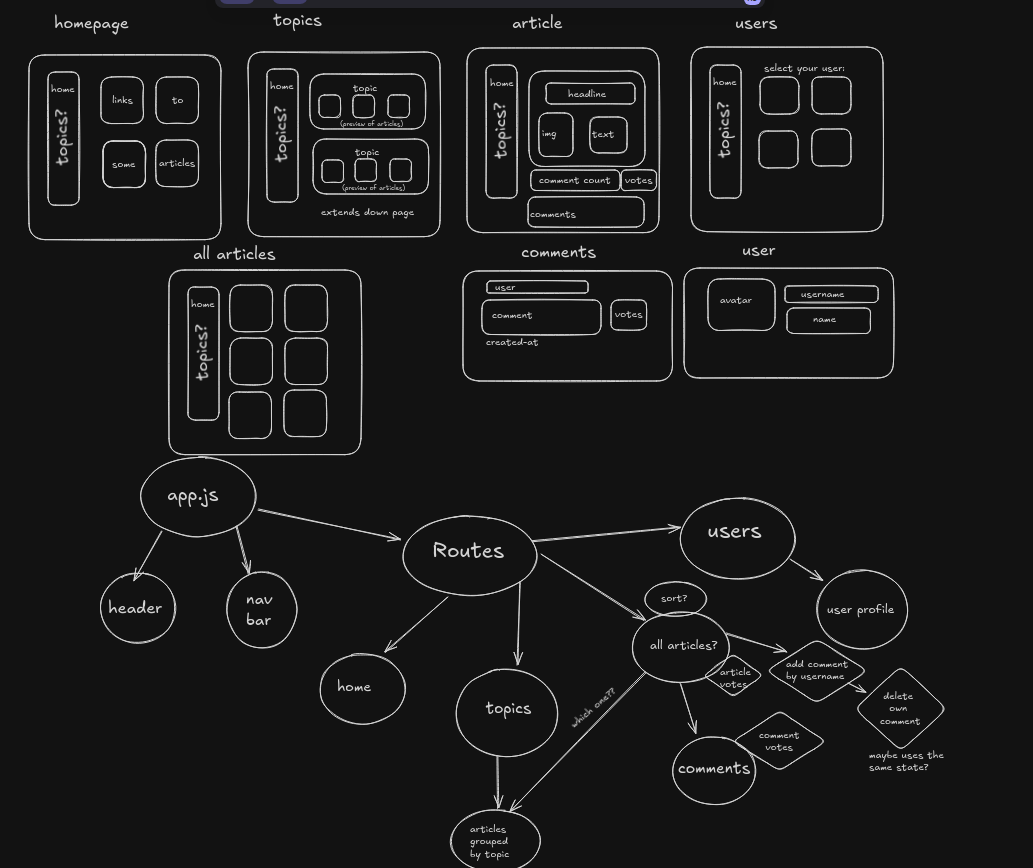 homepage
topics
article
users
home
topics?
links
to
some
articles
home
topics?
topic
(preview of articles)
topic
(preview of articles)
extends down page
home
topics?
headline
img
text
comment count
votes
comments
home
topics?
select your user:
all articles
comments
user
home
topics?
user
comment
votes
created-at
avatar
username
name
app.js
header
nav
bar
Routes
users
user profile
home
topics
sort?
all articles?
article
votes
add comment
by username
delete
own
comment
maybe uses the
same state?
which one??
comments
comment
votes
articles
grouped
by topic